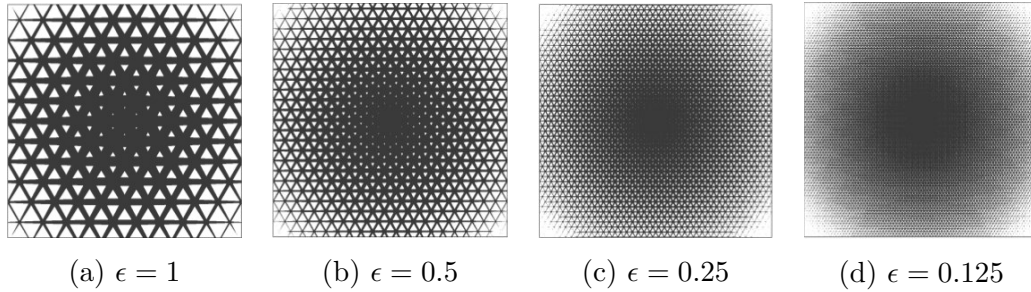 (a) ϵ = 1
(b) ϵ = 0.5
(c) ϵ = 0.25
(d) ϵ = 0.125